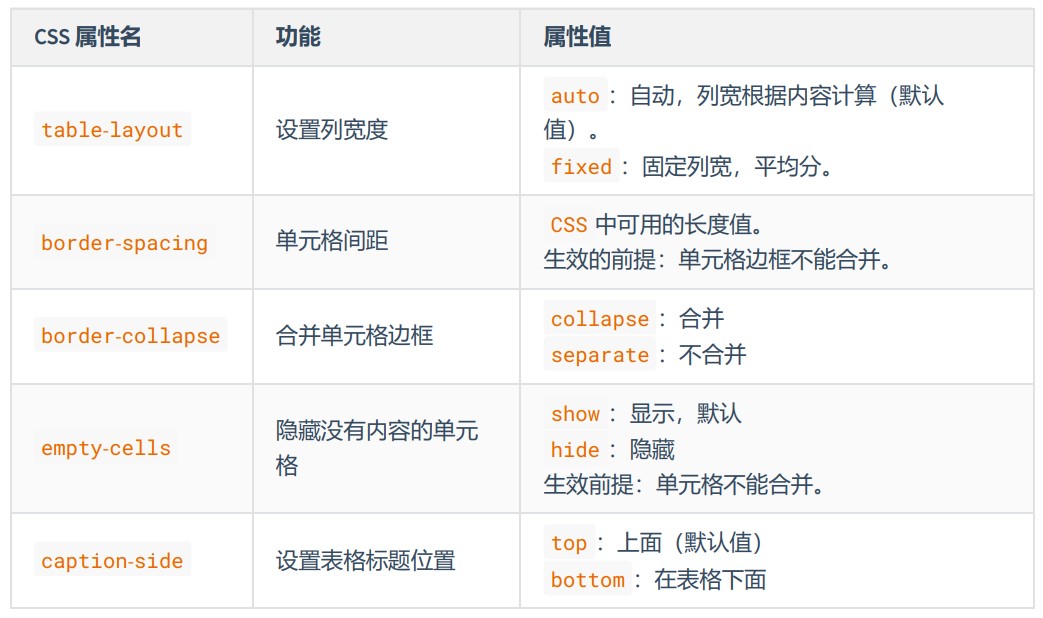 CSS 属性名 功能 属性值
table-layout 设置列宽度 auto：自动，列宽根据内容计算（默认
值）。
fixed：固定列宽，平均分。
border-spacing 单元格间距 CSS 中可用的长度值。
生效的前提：单元格边框不能合并。
border-collapse 合并单元格边框 collapse：合并
separate：不合并
empty-cells 隐藏没有内容的单元
格
show：显示，默认
hide：隐藏
生效前提：单元格不能合并。
caption-side 设置表格标题位置 top：上面（默认值）
bottom：在表格下面